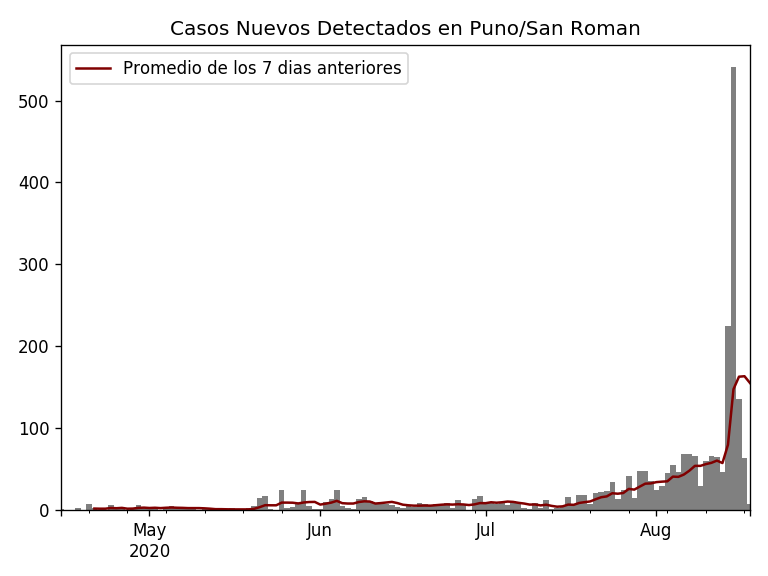 Casos Nuevos Detectados en Puno/San Roman
Promedio de los 7 dias anteriores
500
400
300
200
100
0
May
2020
Jun
Jul
Aug